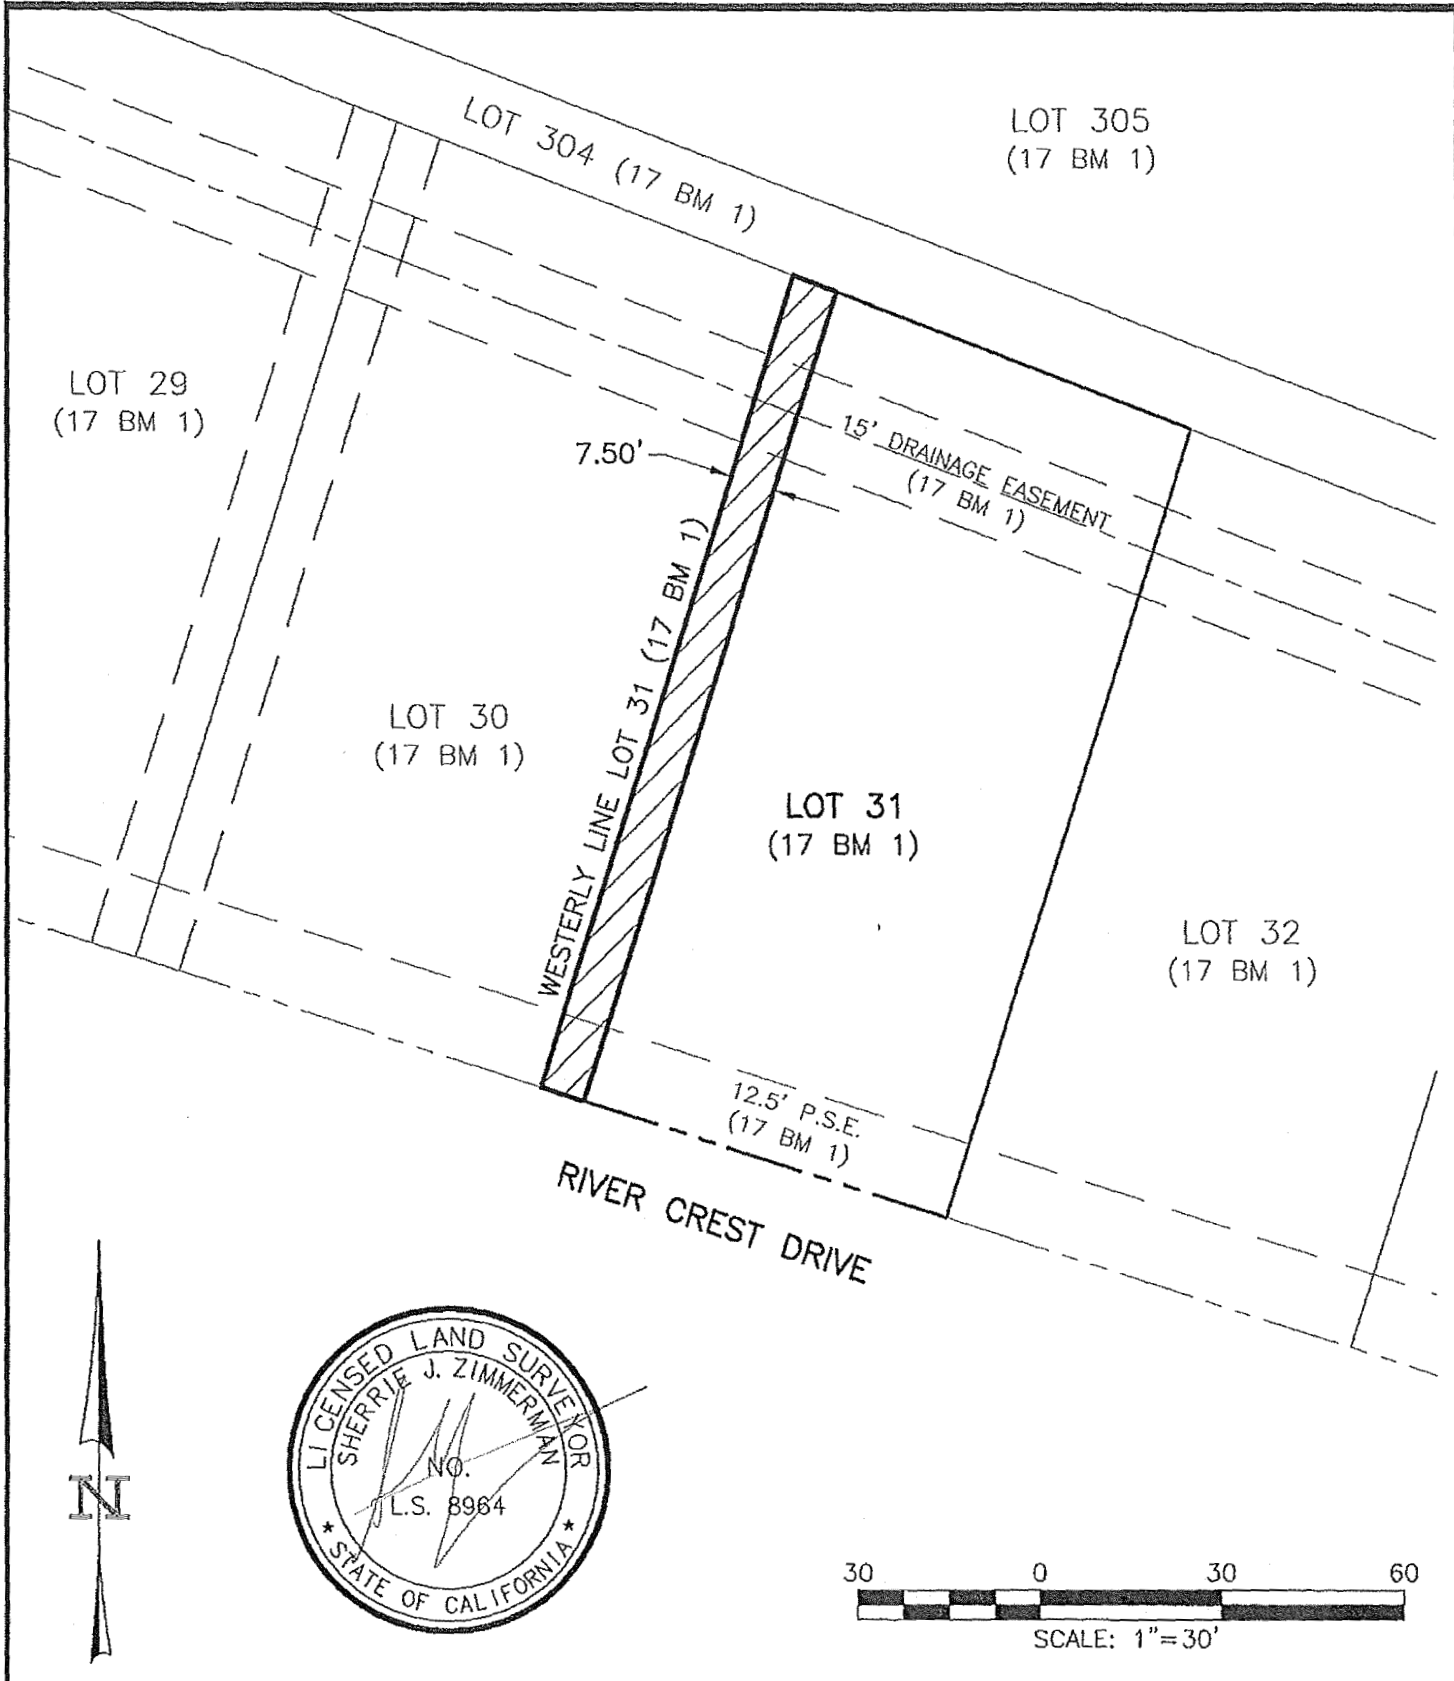 LOT 304 (17 BM 1)
LOT 305
(17 BM 1)
LOT 29
(17 BM 1)
7.50'
15' DRAINAGE EASEMENT
(17 BM 1)
WESTERLY LINE LOT 31 (17 BM 1)
LOT 30
(17 BM 1)
LOT 31
(17 BM 1)
LOT 32
(17 BM 1)
12.5' P.S.E.
(17 BM 1)
RIVER CREST DRIVE
N
LICENSED LAND SURVEYOR
SHERRIE J. ZIMMERMAN
NO.
L.S. 8964
★ STATE OF CALIFORNIA ★
30 0 30 60
SCALE: 1"=30'